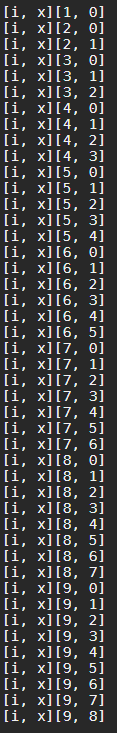 [i, x][1, 0]
[i, x][2, 0]
[i, x][2, 1]
[i, x][3, 0]
[i, x][3, 1]
[i, x][3, 2]
[i, x][4, 0]
[i, x][4, 1]
[i, x][4, 2]
[i, x][4, 3]
[i, x][5, 0]
[i, x][5, 1]
[i, x][5, 2]
[i, x][5, 3]
[i, x][5, 4]
[i, x][6, 0]
[i, x][6, 1]
[i, x][6, 2]
[i, x][6, 3]
[i, x][6, 4]
[i, x][6, 5]
[i, x][7, 0]
[i, x][7, 1]
[i, x][7, 2]
[i, x][7, 3]
[i, x][7, 4]
[i, x][7, 5]
[i, x][7, 6]
[i, x][8, 0]
[i, x][8, 1]
[i, x][8, 2]
[i, x][8, 3]
[i, x][8, 4]
[i, x][8, 5]
[i, x][8, 6]
[i, x][8, 7]
[i, x][9, 0]
[i, x][9, 1]
[i, x][9, 2]
[i, x][9, 3]
[i, x][9, 4]
[i, x][9, 5]
[i, x][9, 6]
[i, x][9, 7]
[i, x][9, 8]